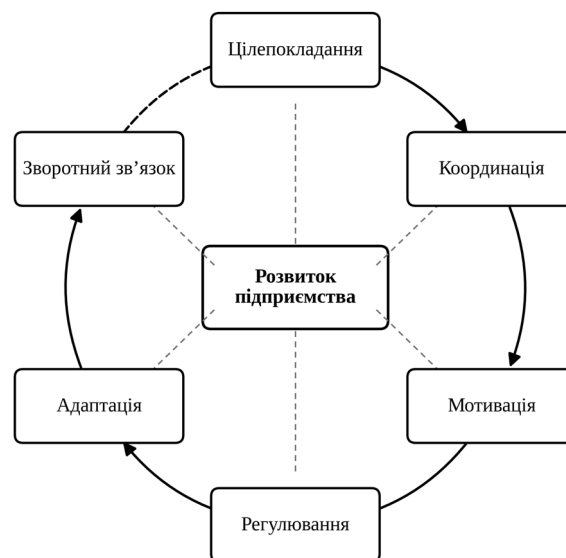 Цілепокладання
Зворотний зв’язок
Координація
Розвиток
підприємства
Адаптація
Мотивація
Регулювання